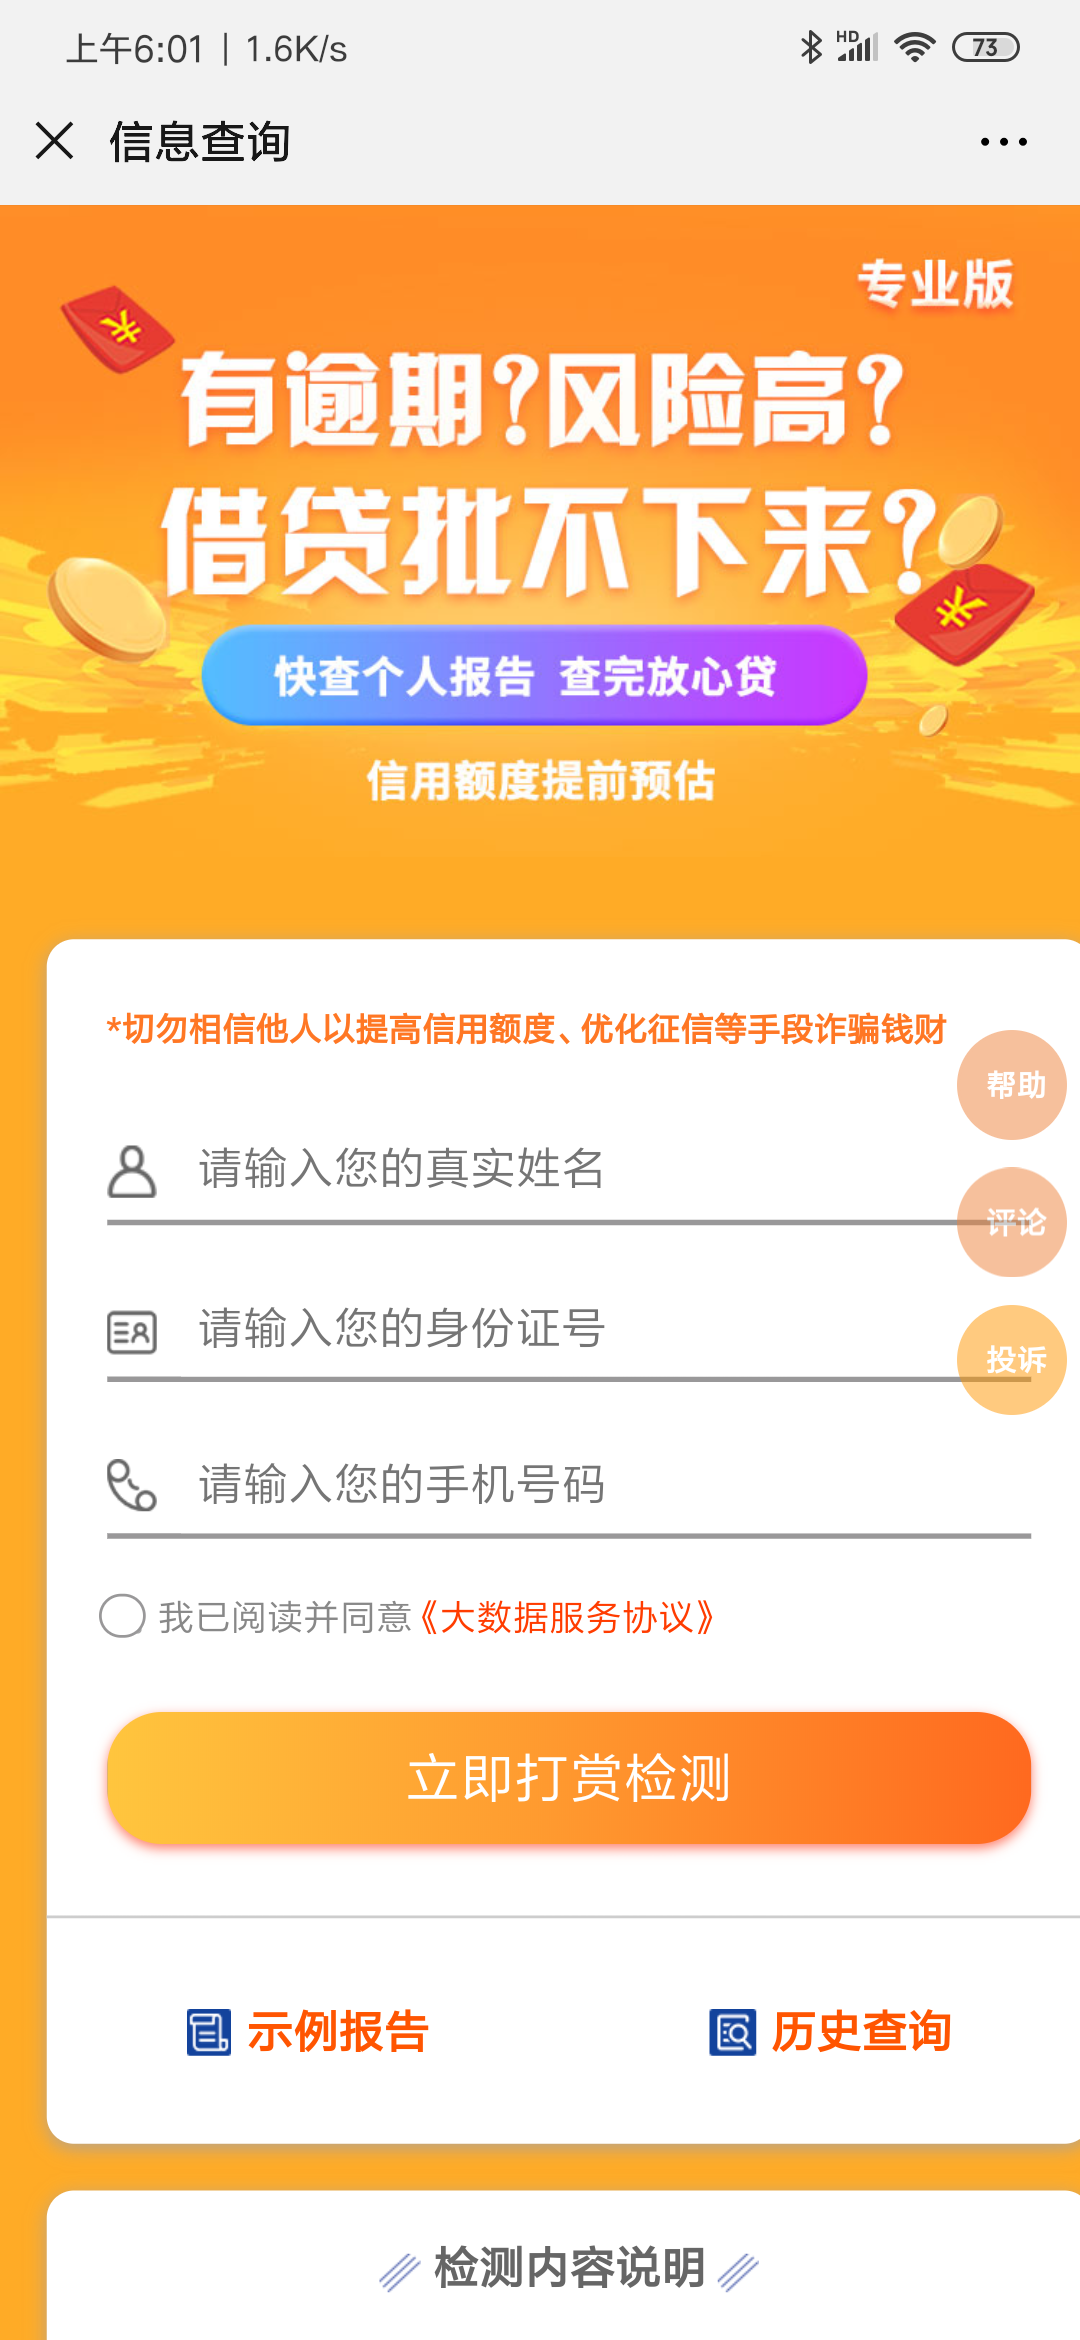 上午6:01 | 1.6K/s
HD
73
信息查询
专业版
有逾期?风险高?
借贷批不下来?
快查个人报告 查完放心贷
信用额度提前预估
*切勿相信他人以提高信用额度、优化征信等手段诈骗钱财
帮助
请输入您的真实姓名
评论
请输入您的身份证号
投诉
请输入您的手机号码
我已阅读并同意《大数据服务协议》
立即打赏检测
示例报告
历史查询
检测内容说明